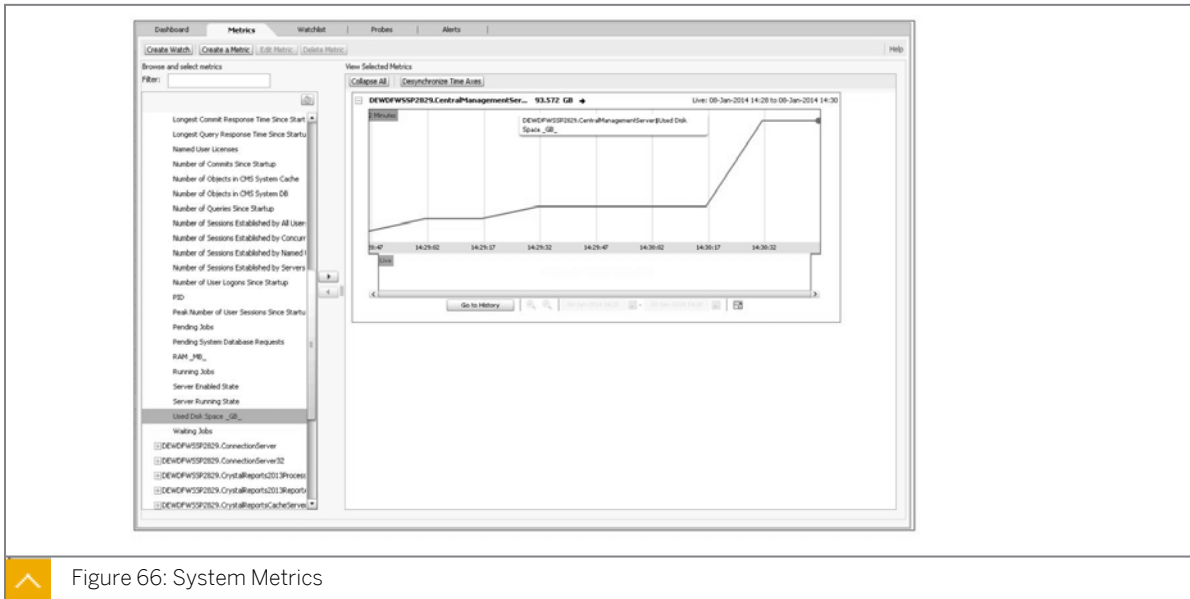 Dashboard Metrics Watchlist Probes Alerts
Create Watch Create a Metric Edit Metric Delete Metric Help
Browse and select metrics
Filter:
Longest Commit Response Time Since Start
Longest Query Response Time Since Startu
Named User Licenses
Number of Commits Since Startup
Number of Objects in CMS System Cache
Number of Objects in CMS System DB
Number of Queries Since Startup
Number of Sessions Established by All User
Number of Sessions Established by Concurr
Number of Sessions Established by Named
Number of Sessions Established by Servers
Number of User Logons Since Startup
PID
Peak Number of User Sessions Since Startu
Pending Jobs
Pending System Database Requests
RAM _MB_
Running Jobs
Server Enabled State
Server Running State
Used Disk Space _GB_
Waiting Jobs
DEWDFWSSP2829.ConnectionServer
DEWDFWSSP2829.ConnectionServer32
DEWDFWSSP2829.CrystalReports2013Process
DEWDFWSSP2829.CrystalReports2013Report
DEWDFWSSP2829.CrystalReportsCacheServer
View Selected Metrics
Collapse All Desynchronize Time Axes
DEWDFWSSP2829.CentralManagementSer... 93.572 GB Live: 08-Jan-2014 14:28 to 08-Jan-2014 14:30
2 Minutes
DEWDFWSSP2829.CentralManagementServer$Used Disk
Space _GB_
14:29:02 14:29:17 14:29:32 14:29:47 14:30:02 14:30:17 14:30:32
Live
Go to History
Figure 66: System Metrics